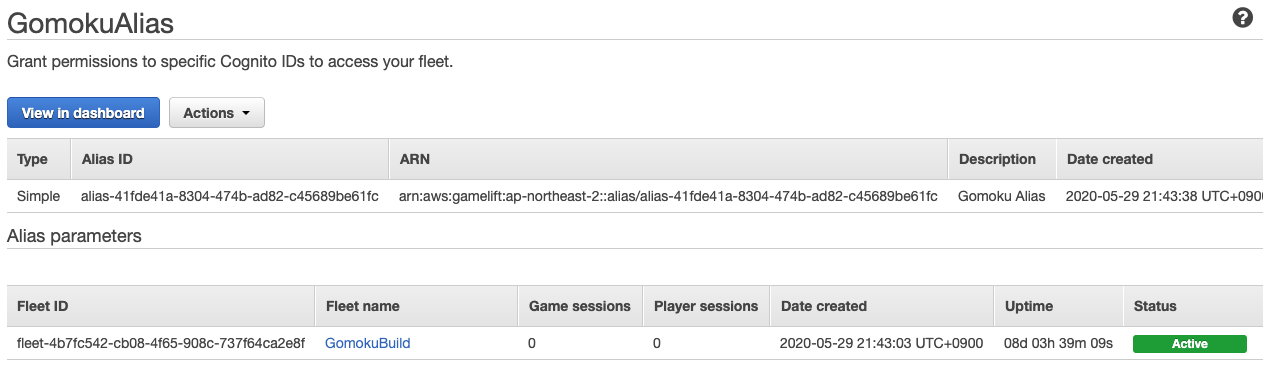 GomokuAlias
?
Grant permissions to specific Cognito IDs to access your fleet.
View in dashboard Actions
Type Alias ID ARN Description Date created
Simple alias-41fde41a-8304-474b-ad82-c45689be61fc arn:aws:gamelift:ap-northeast-2::alias/alias-41fde41a-8304-474b-ad82-c45689be61fc Gomoku Alias 2020-05-29 21:43:38 UTC+0900
Alias parameters
Fleet ID Fleet name Game sessions Player sessions Date created Uptime Status
fleet-4b7fc542-cb08-4f65-908c-737f64ca2e8f GomokuBuild 0 0 2020-05-29 21:43:03 UTC+0900 08d 03h 39m 09s Active